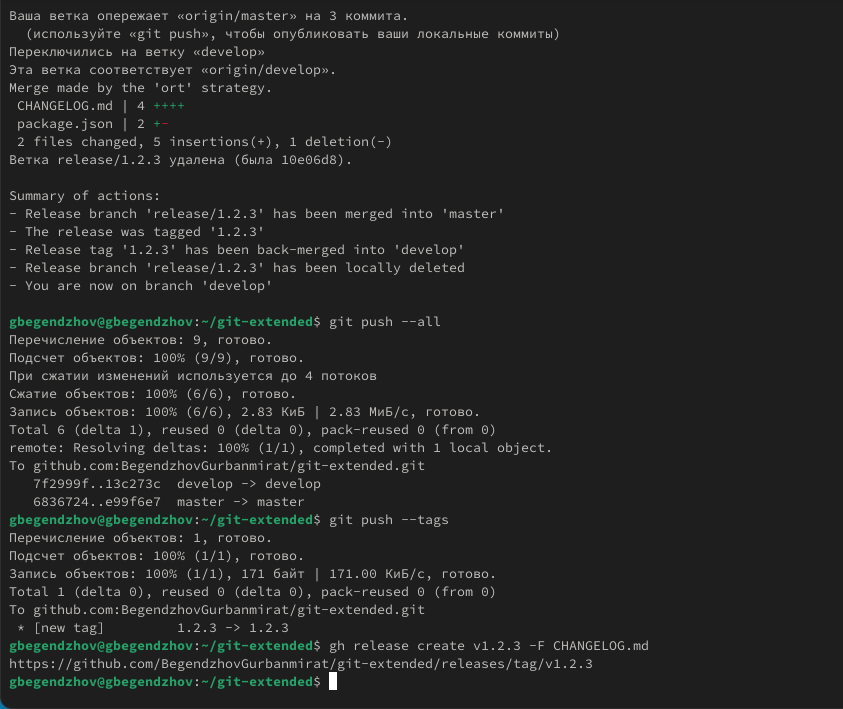 Ваша ветка опережает «origin/master» на 3 коммита.
  (используйте «git push», чтобы опубликовать ваши локальные коммиты)
Переключились на ветку «develop»
Эта ветка соответствует «origin/develop».
Merge made by the 'ort' strategy.
 CHANGELOG.md | 4 ++++
 package.json | 2 +-
 2 files changed, 5 insertions(+), 1 deletion(-)
Ветка release/1.2.3 удалена (была 10e06d8).

Summary of actions:
- Release branch 'release/1.2.3' has been merged into 'master'
- The release was tagged '1.2.3'
- Release tag '1.2.3' has been back-merged into 'develop'
- Release branch 'release/1.2.3' has been locally deleted
- You are now on branch 'develop'

gbegendzhov@gbegendzhov:~/git-extended$ git push --all
Перечисление объектов: 9, готово.
Подсчет объектов: 100% (9/9), готово.
При сжатии изменений используется до 4 потоков
Сжатие объектов: 100% (6/6), готово.
Запись объектов: 100% (6/6), 2.83 КиБ | 2.83 МиБ/с, готово.
Total 6 (delta 1), reused 0 (delta 0), pack-reused 0 (from 0)
remote: Resolving deltas: 100% (1/1), completed with 1 local object.
To github.com:BegendzhovGurbanmirat/git-extended.git
   7f2999f..13c273c  develop -> develop
   6836724..e99f6e7  master -> master
gbegendzhov@gbegendzhov:~/git-extended$ git push --tags
Перечисление объектов: 1, готово.
Подсчет объектов: 100% (1/1), готово.
Запись объектов: 100% (1/1), 171 байт | 171.00 КиБ/с, готово.
Total 1 (delta 0), reused 0 (delta 0), pack-reused 0 (from 0)
To github.com:BegendzhovGurbanmirat/git-extended.git
 * [new tag]         1.2.3 -> 1.2.3
gbegendzhov@gbegendzhov:~/git-extended$ gh release create v1.2.3 -F CHANGELOG.md
https://github.com/BegendzhovGurbanmirat/git-extended/releases/tag/v1.2.3
gbegendzhov@gbegendzhov:~/git-extended$